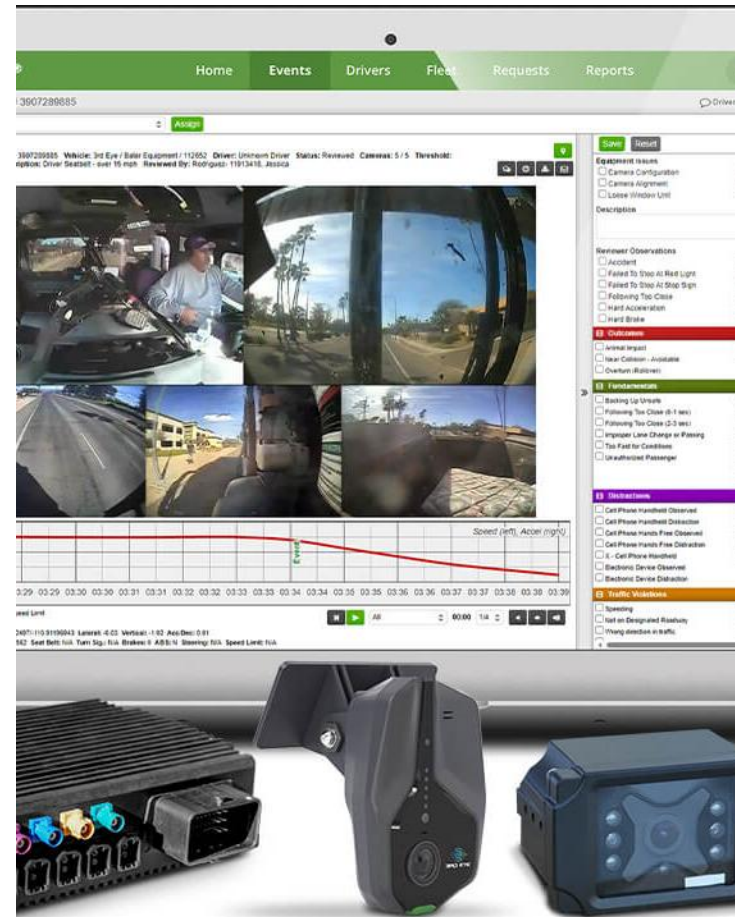 Home Events Drivers Fleet Requests Reports
3907289885
Driver
Assign
3907289885 Vehicle: 3rd Eye / Baler Equipment / 112652 Driver: Unknown Driver Status: Reviewed Cameras: 5 / 5 Threshold:
ription: Driver Seatbelt - over 15 mph Reviewed By: Rodriguez- 11813418, Jessica
Save Reset
Equipment Issues
Camera Configuration
Camera Alignment
Loose Window Unit
Description
Reviewer Observations
Accident
Failed To Stop At Red Light
Failed To Stop At Stop Sign
Following Too Close
Hard Acceleration
Hard Brake
Outcomes
Animal Impact
Near Collision - Avoidable
Overturn (Rollover)
Fundamentals
Backing Up Unsafe
Following Too Close (0-1 sec)
Following Too Close (2-3 sec)
Improper Lane Change or Passing
Too Fast for Conditions
Unauthorized Passenger
Distractions
Cell Phone Handheld Observed
Cell Phone Handheld Distraction
Cell Phone Hands Free Observed
Cell Phone Hands Free Distraction
X - Cell Phone Handheld
Electronic Device Observed
Electronic Device Distraction
Traffic Violations
Speeding
Not on Designated Roadway
Wrong direction in traffic
Speed (left), Accel (right)
Event
3:29 03:29 03:30 03:30 03:31 03:31 03:32 03:32 03:33 03:33 03:34 03:34 03:35 03:35 03:36 03:36 03:37 03:37 03:38 03:38 03:39
peed Limit
All 00:00 1/4
Lateral: -0.03 Vertical: -1.02 Acc/Dec: 0.01
Seat Belt: N/A Turn Sig.: N/A Brakes: 0 ABS: N Steering: N/A Speed Limit: N/A
3RD EYE